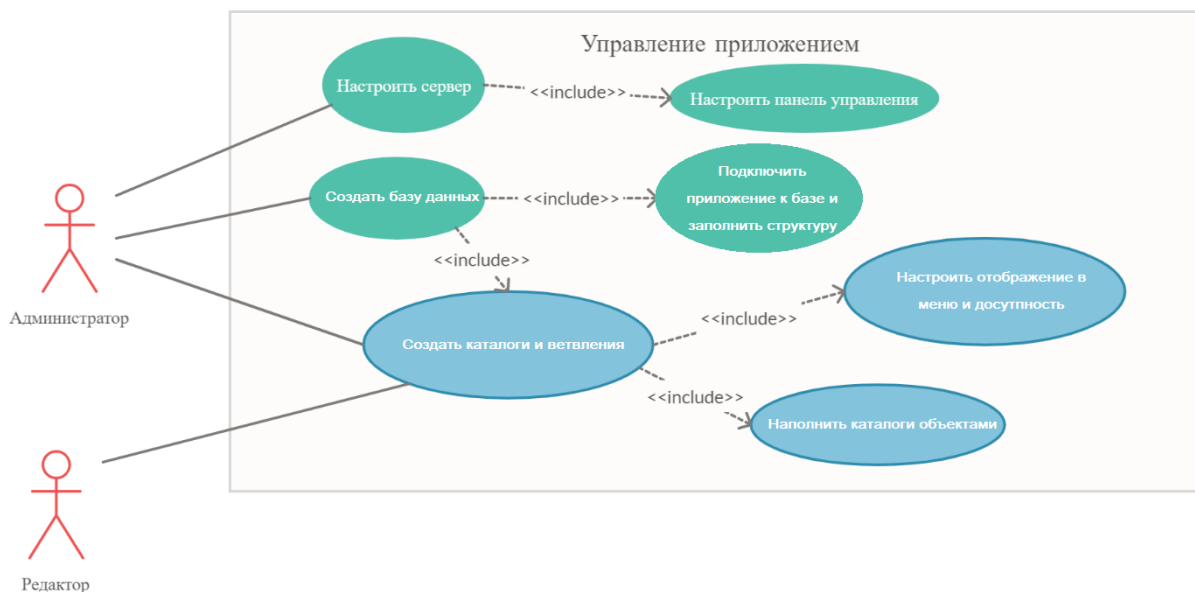 Управление приложением
Настроить сервер
<<include>>
Настроить панель управления
Создать базу данных
<<include>>
Подключить
приложение к базе и
заполнить структуру
<<include>>
Администратор
Создать каталоги и ветвления
<<include>>
Настроить отображение в
меню и досутпность
<<include>>
Наполнить каталоги объектами
Редактор